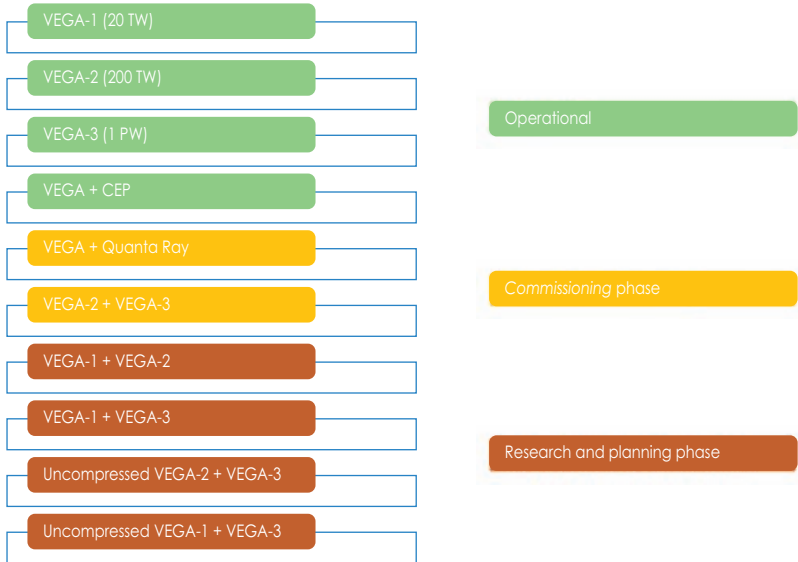 VEGA-1 (20 TW)
VEGA-2 (200 TW)
VEGA-3 (1 PW)
VEGA + CEP
VEGA + Quanta Ray
VEGA-2 + VEGA-3
VEGA-1 + VEGA-2
VEGA-1 + VEGA-3
Uncompressed VEGA-2 + VEGA-3
Uncompressed VEGA-1 + VEGA-3
Operational
Commissioning phase
Research and planning phase